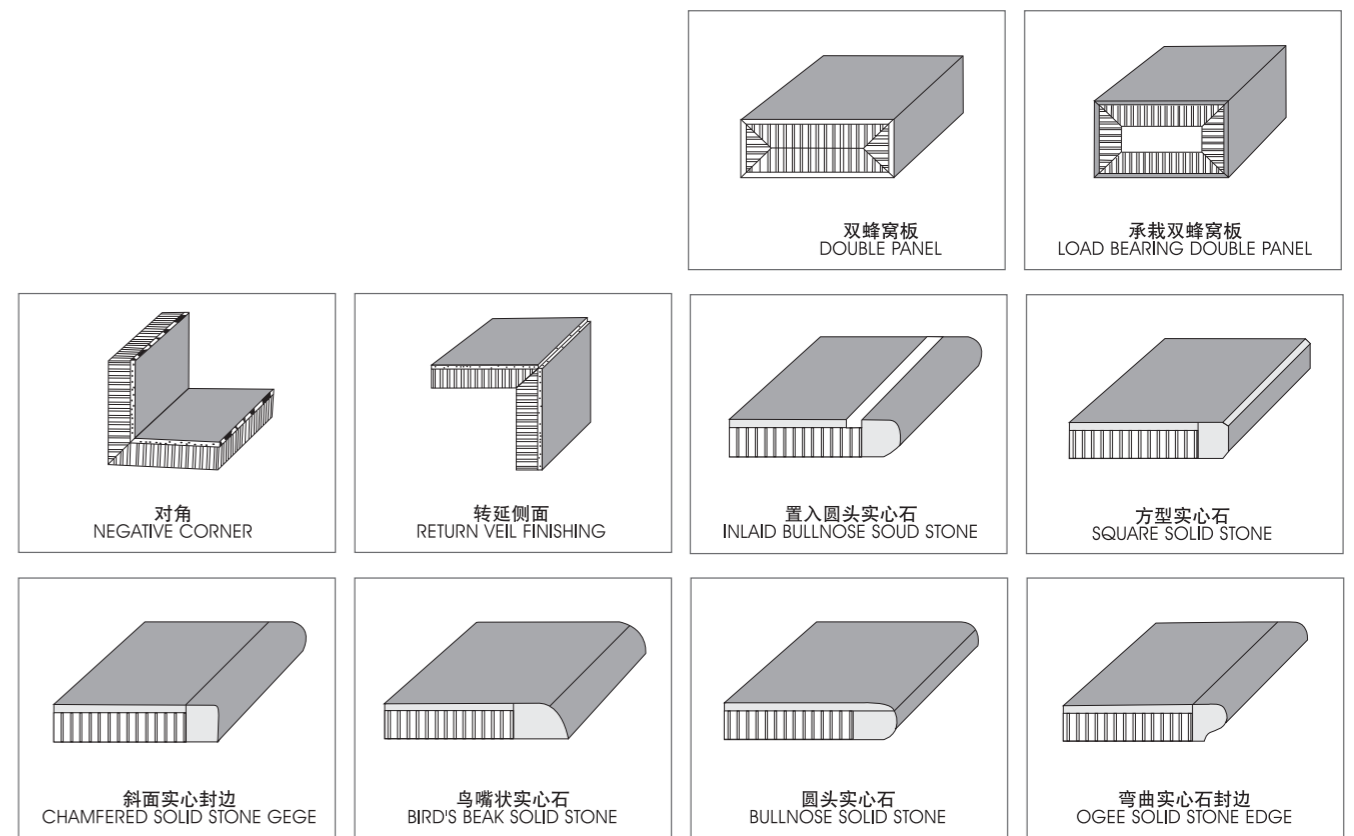 双蜂窝板
DOUBLE PANEL
承栽双蜂窝板
LOAD BEARING DOUBLE PANEL
对角
NEGATIVE CORNER
转延侧面
RETURN VEIL FINISHING
置入圆头实心石
INLAID BULLNOSE SOUD STONE
方型实心石
SQUARE SOLID STONE
斜面实心封边
CHAMFERED SOLID STONE GEGE
鸟嘴状实心石
BIRD'S BEAK SOLID STONE
圆头实心石
BULLNOSE SOLID STONE
弯曲实心石封边
OGEE SOLID STONE EDGE